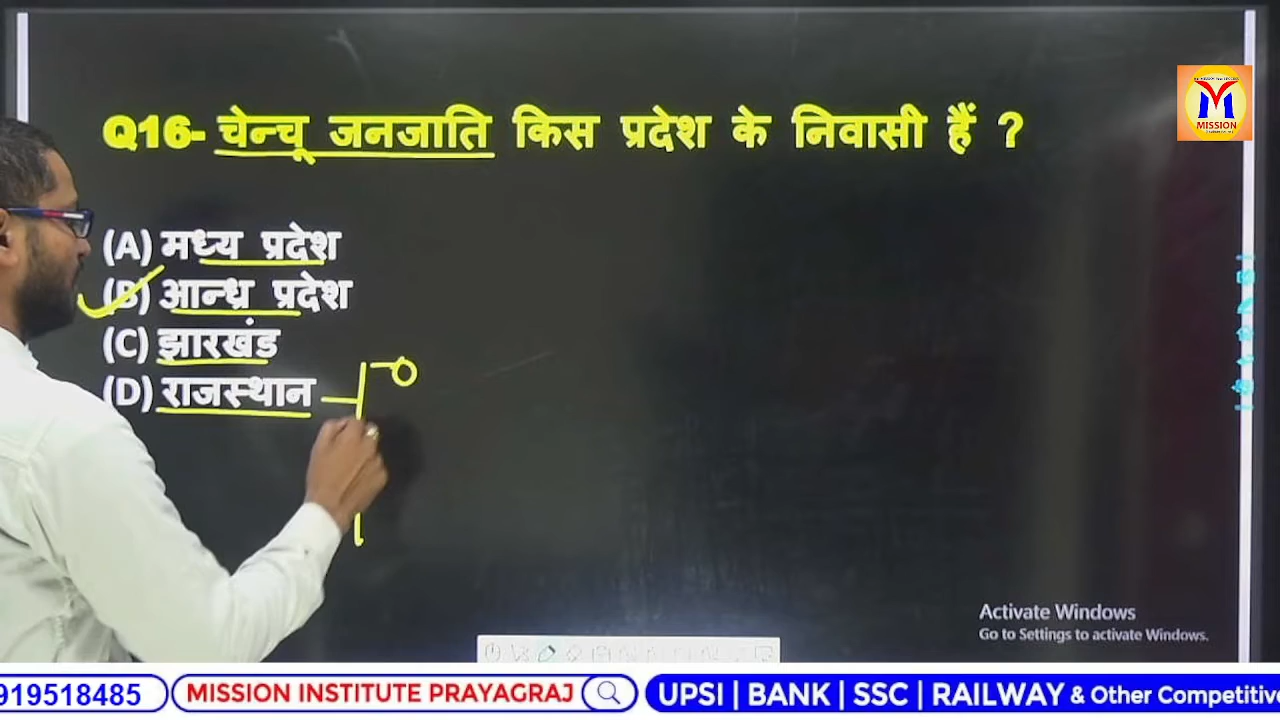 Q16- चेन्चू जनजाति किस प्रदेश के निवासी हैं ?
(A) मध्य प्रदेश
(B) आन्ध्र प्रदेश
(C) झारखंड
(D) राजस्थान
MISSION
Activate Windows
Go to Settings to activate Windows.
919518485
MISSION INSTITUTE PRAYAGRAJ
UPSI | BANK | SSC | RAILWAY & Other Competitive